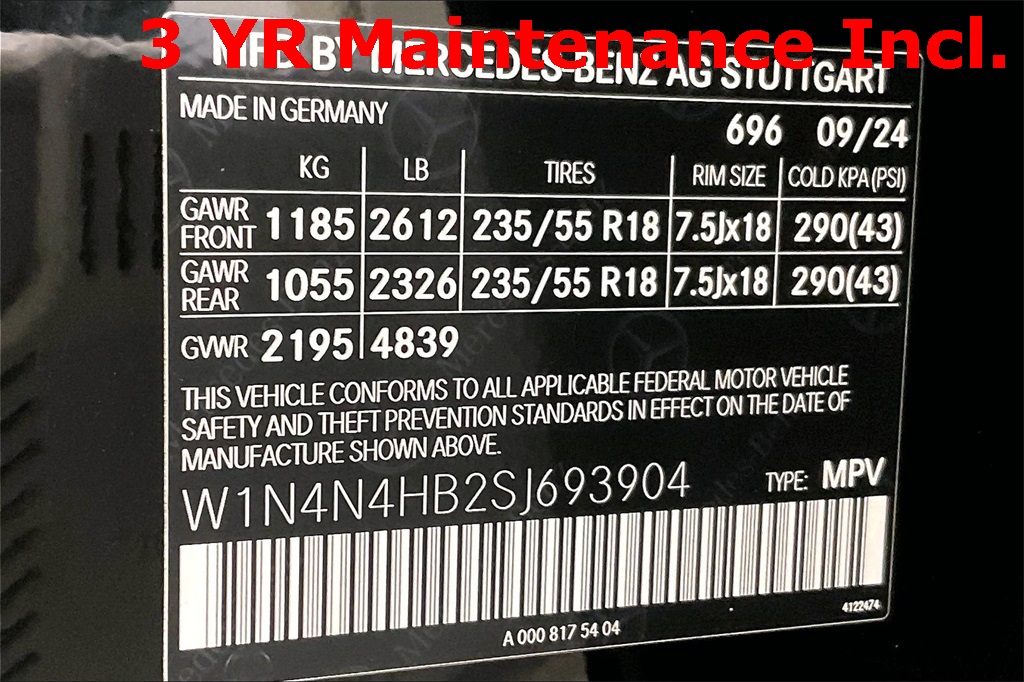 3 YR Maintenance Incl.
MFD BY MERCEDES-BENZ AG STUTTGART
MADE IN GERMANY
696 09/24
KG LB TIRES RIM SIZE COLD KPA (PSI)
GAWR FRONT 1185 2612 235/55 R18 7.5Jx18 290(43)
GAWR REAR 1055 2326 235/55 R18 7.5Jx18 290(43)
GVWR 2195 4839
THIS VEHICLE CONFORMS TO ALL APPLICABLE FEDERAL MOTOR VEHICLE
SAFETY AND THEFT PREVENTION STANDARDS IN EFFECT ON THE DATE OF
MANUFACTURE SHOWN ABOVE.
W1N4N4HB2SJ693904 TYPE: MPV
4122474
A 000 817 54 04